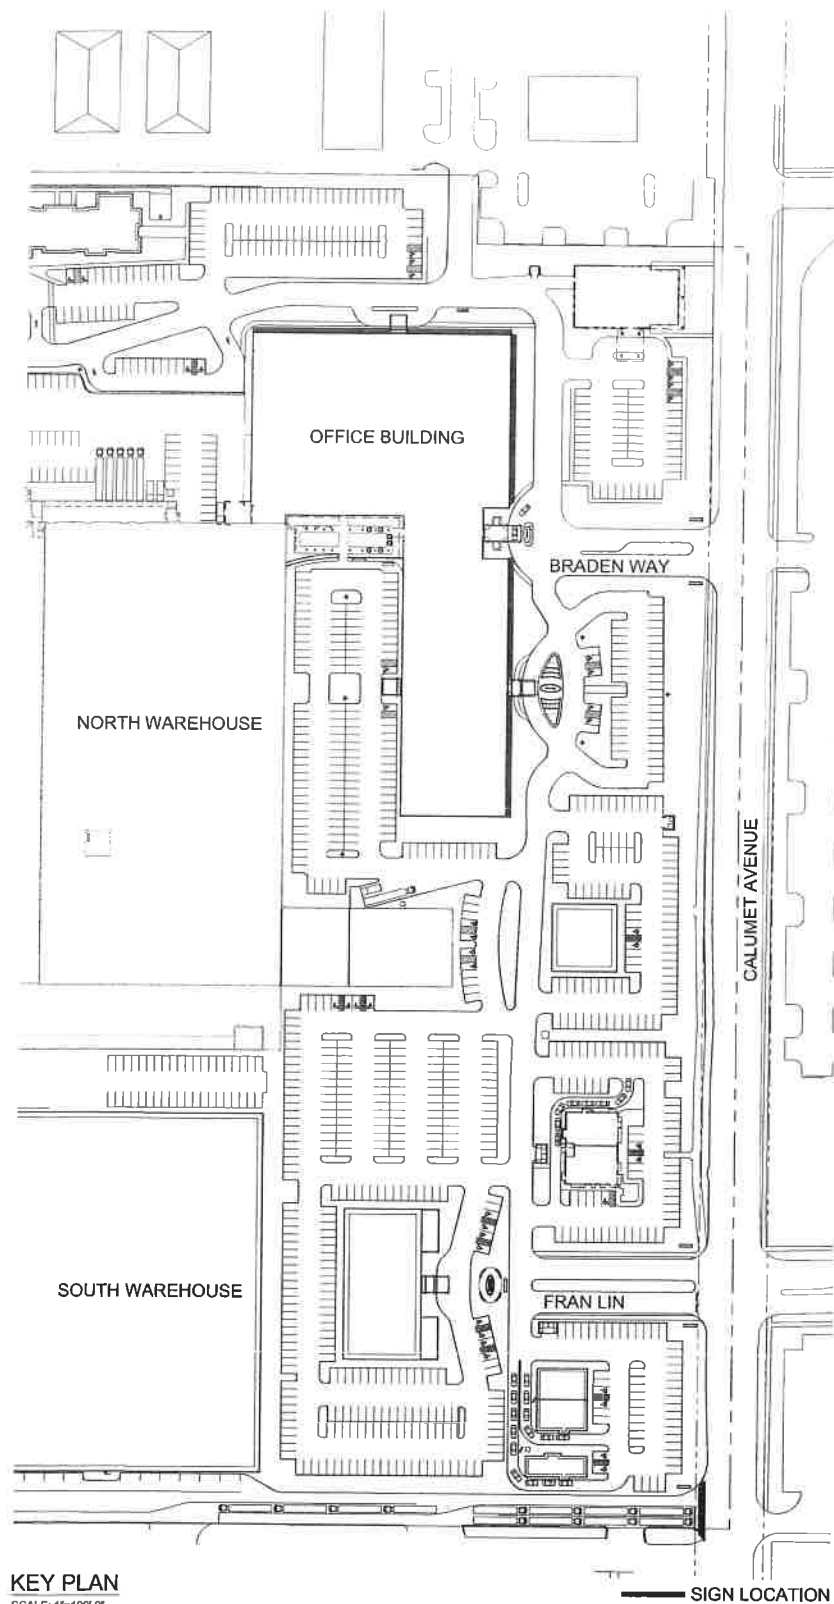 OFFICE BUILDING
BRADEN WAY
NORTH WAREHOUSE
CALUMET AVENUE
SOUTH WAREHOUSE
FRAN LIN
KEY PLAN
SIGN LOCATION